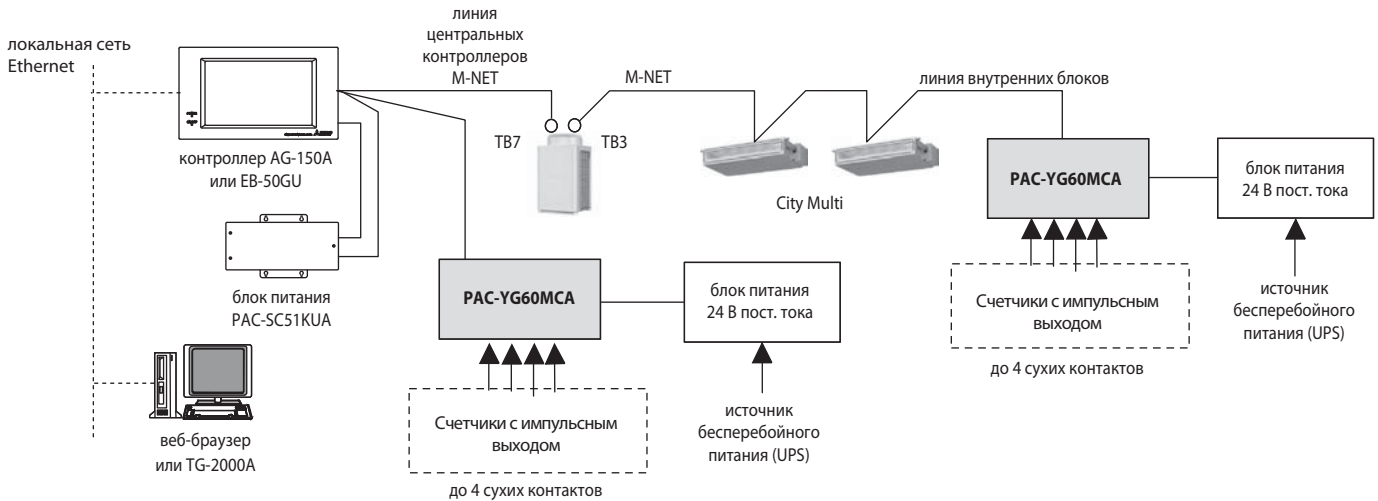 локальная сеть
Ethernet
контроллер AG-150A
или EB-50GU
блок питания
PAC-SC51KUA
веб-браузер
или TG-2000A
линия
центральных
контроллеров
M-NET
TB7
TB3
M-NET
City Multi
линия внутренних блоков
PAC-YG60MCA
блок питания
24 В пост. тока
Счетчики с импульсным
выходом
до 4 сухих контактов
источник
бесперебойного
питания (UPS)
PAC-YG60MCA
блок питания
24 В пост. тока
Счетчики с импульсным
выходом
до 4 сухих контактов
источник
бесперебойного
питания (UPS)